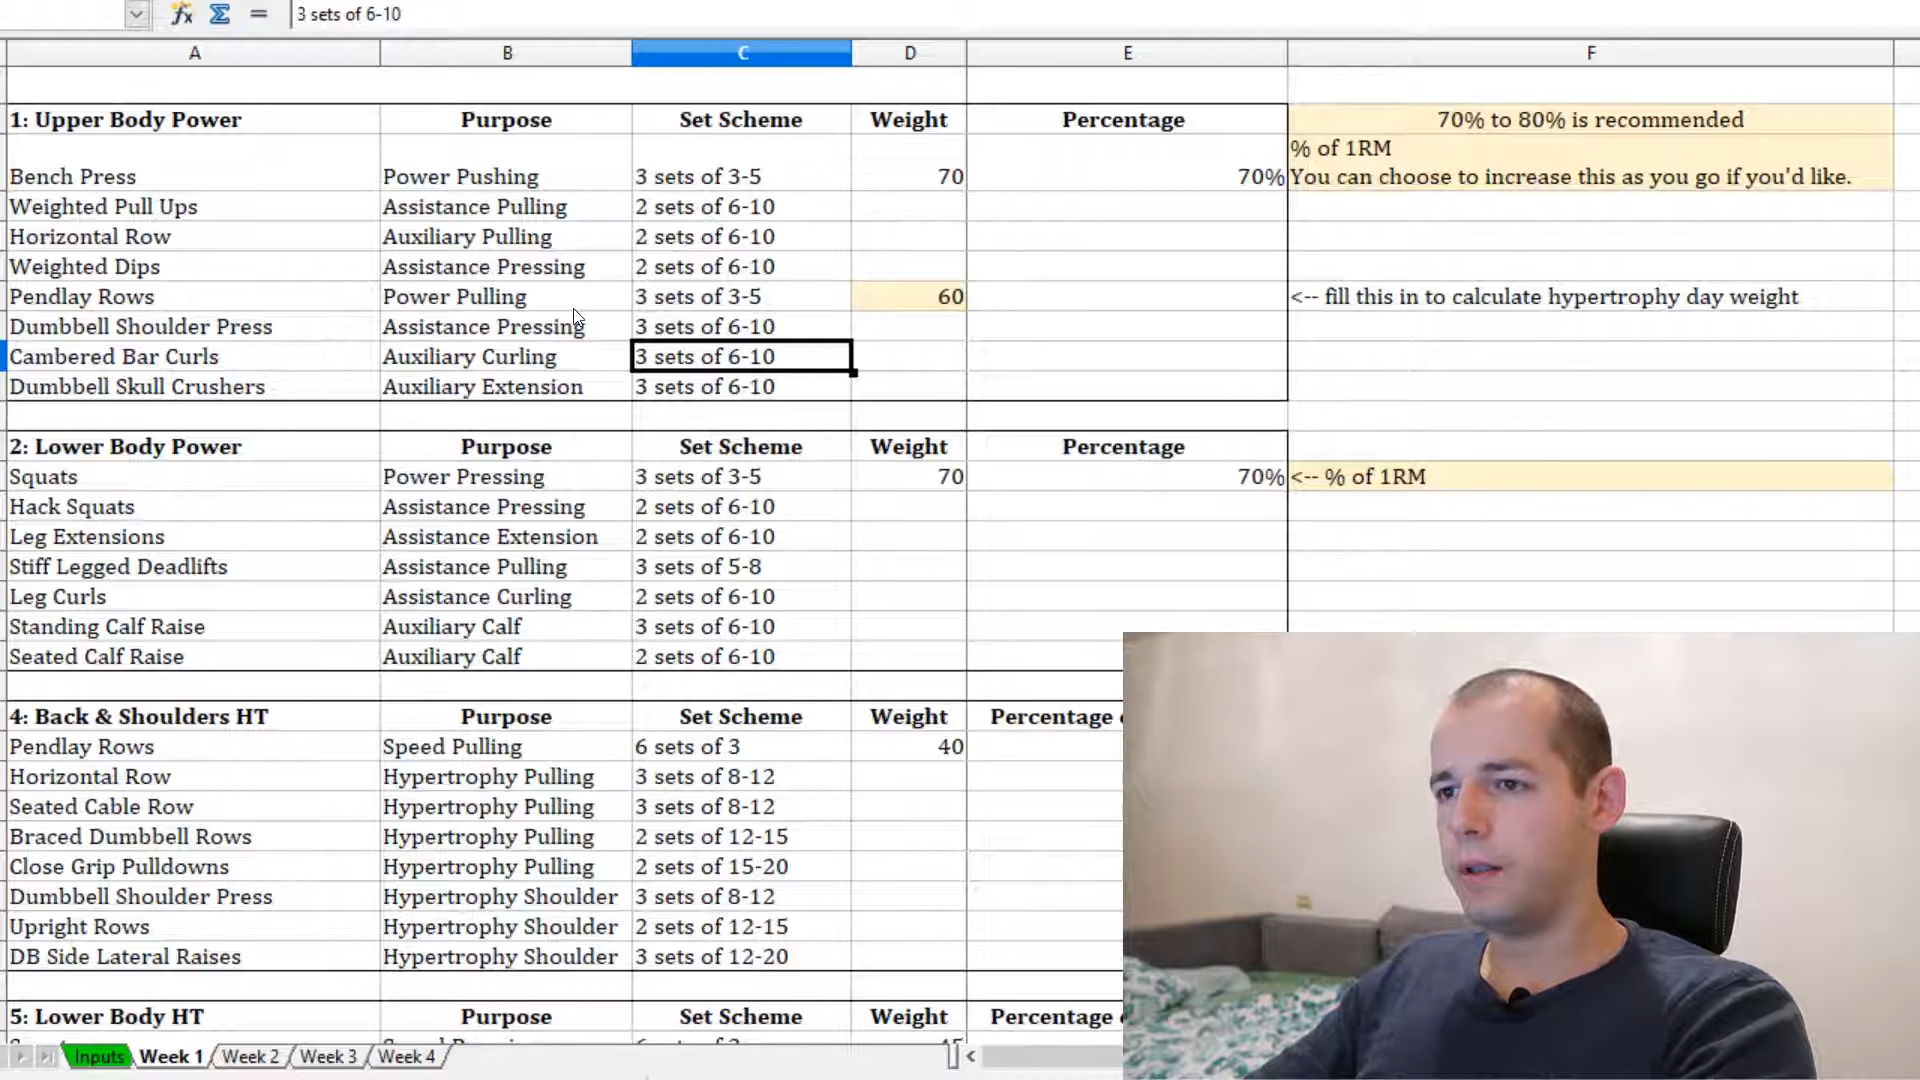 3 sets of 6-10
A B C D E F
1: Upper Body Power Purpose Set Scheme Weight Percentage 70% to 80% is recommended
% of 1RM
Bench Press Power Pushing 3 sets of 3-5 70 70% You can choose to increase this as you go if you'd like.
Weighted Pull Ups Assistance Pulling 2 sets of 6-10
Horizontal Row Auxiliary Pulling 2 sets of 6-10
Weighted Dips Assistance Pressing 2 sets of 6-10
Pendlay Rows Power Pulling 3 sets of 3-5 60 <-- fill this in to calculate hypertrophy day weight
Dumbbell Shoulder Press Assistance Pressing 3 sets of 6-10
Cambered Bar Curls Auxiliary Curling 3 sets of 6-10
Dumbbell Skull Crushers Auxiliary Extension 3 sets of 6-10
2: Lower Body Power Purpose Set Scheme Weight Percentage
Squats Power Pressing 3 sets of 3-5 70 70% <-- % of 1RM
Hack Squats Assistance Pressing 2 sets of 6-10
Leg Extensions Assistance Extension 2 sets of 6-10
Stiff Legged Deadlifts Assistance Pulling 3 sets of 5-8
Leg Curls Assistance Curling 2 sets of 6-10
Standing Calf Raise Auxiliary Calf 3 sets of 6-10
Seated Calf Raise Auxiliary Calf 2 sets of 6-10
4: Back & Shoulders HT Purpose Set Scheme Weight Percentage
Pendlay Rows Speed Pulling 6 sets of 3 40
Horizontal Row Hypertrophy Pulling 3 sets of 8-12
Seated Cable Row Hypertrophy Pulling 3 sets of 8-12
Braced Dumbbell Rows Hypertrophy Pulling 2 sets of 12-15
Close Grip Pulldowns Hypertrophy Pulling 2 sets of 15-20
Dumbbell Shoulder Press Hypertrophy Shoulder 3 sets of 8-12
Upright Rows Hypertrophy Shoulder 2 sets of 12-15
DB Side Lateral Raises Hypertrophy Shoulder 3 sets of 12-20
5: Lower Body HT Purpose Set Scheme Weight Percentage
Inputs Week 1 Week 2 Week 3 Week 4